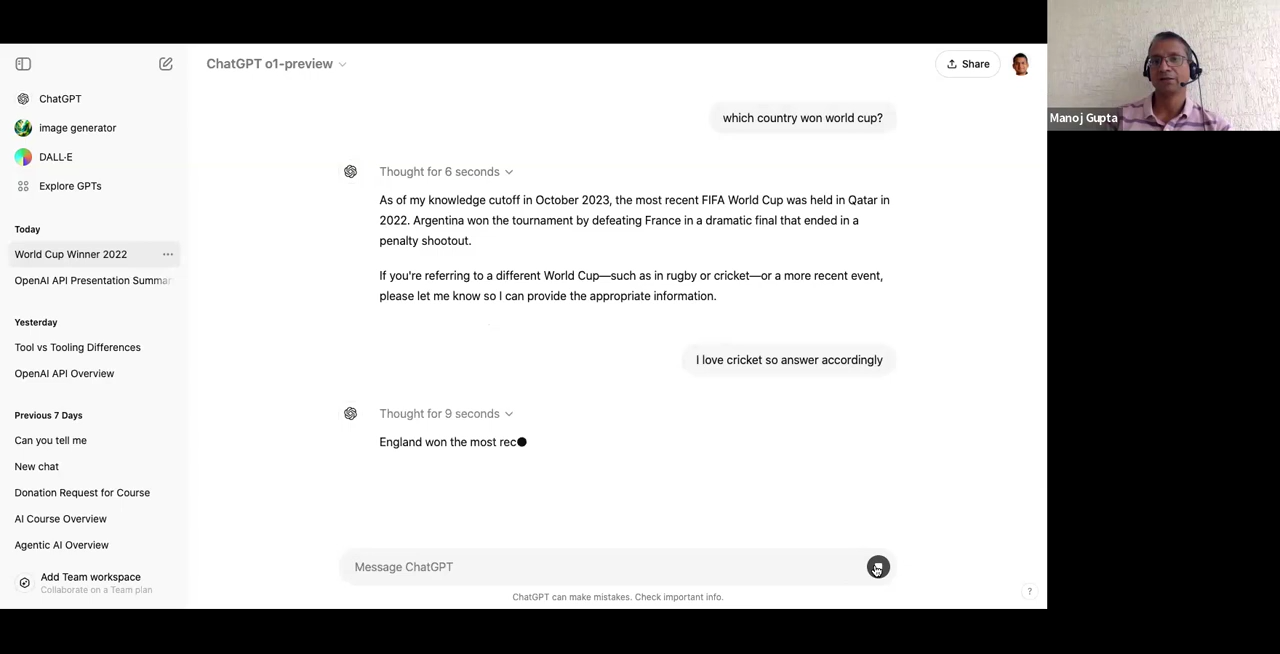 ChatGPT o1-preview
Share
Manoj Gupta
ChatGPT
image generator
DALL·E
Explore GPTs
Today
World Cup Winner 2022
OpenAI API Presentation Summar
Yesterday
Tool vs Tooling Differences
OpenAI API Overview
Previous 7 Days
Can you tell me
New chat
Donation Request for Course
AI Course Overview
Agentic AI Overview
Add Team workspace
Collaborate on a Team plan
which country won world cup?
Thought for 6 seconds
As of my knowledge cutoff in October 2023, the most recent FIFA World Cup was held in Qatar in
2022. Argentina won the tournament by defeating France in a dramatic final that ended in a
penalty shootout.
If you're referring to a different World Cup—such as in rugby or cricket—or a more recent event,
please let me know so I can provide the appropriate information.
I love cricket so answer accordingly
Thought for 9 seconds
England won the most rec
Message ChatGPT
ChatGPT can make mistakes. Check important info.
?